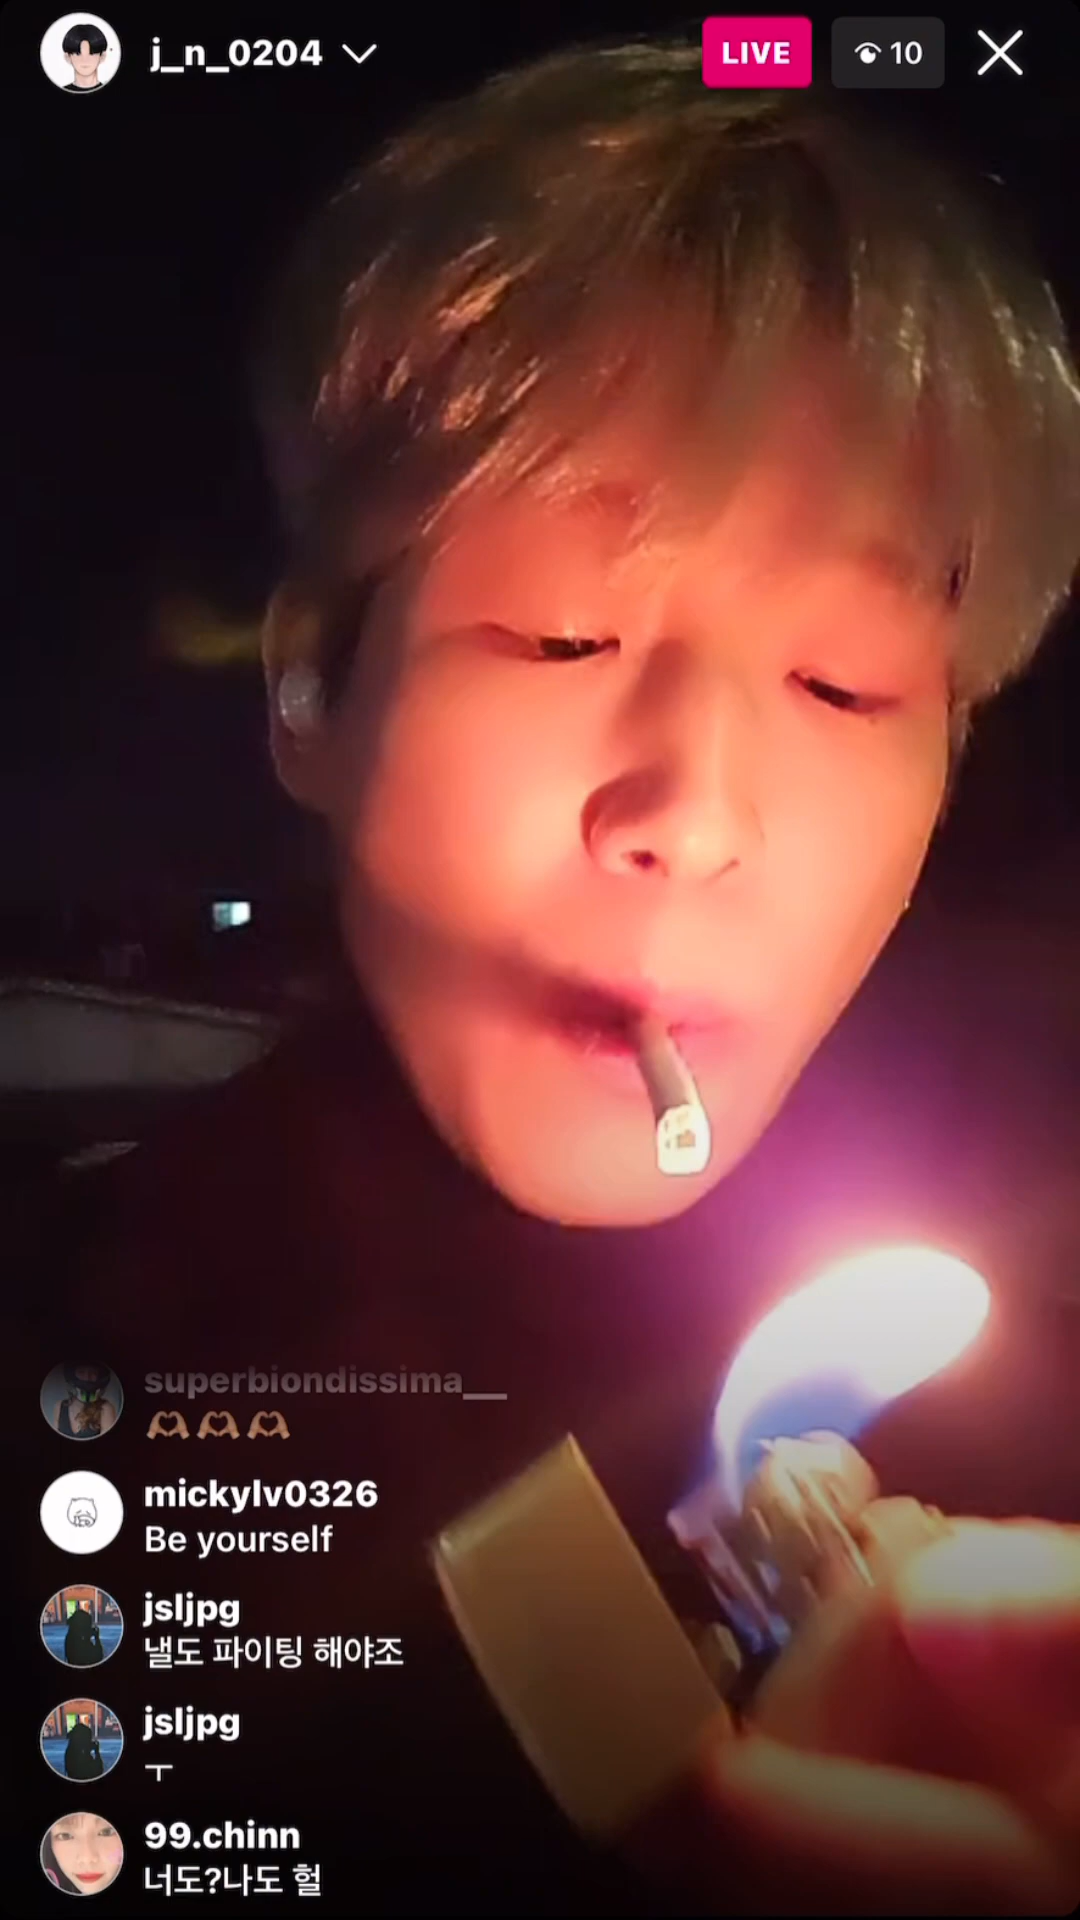 j_n_0204
LIVE
10
superbiondissima__
mickylv0326
Be yourself
jsljpg
낼도 파이팅 해야조
jsljpg
ㅜ
99.chinn
너도?나도 헐